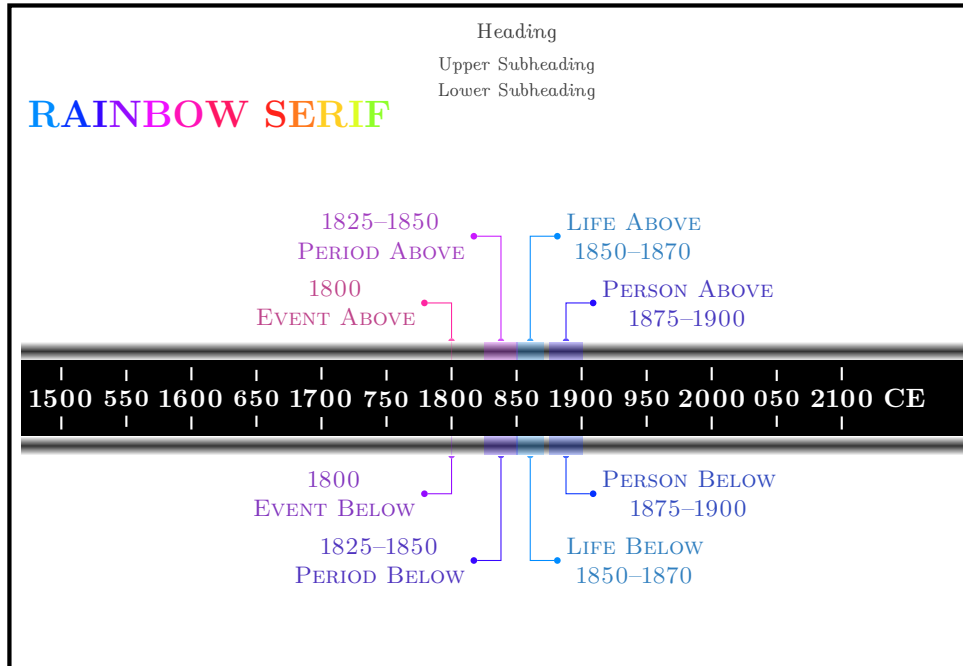 Heading
Upper Subheading
Lower Subheading
RAINBOW SERIF
1825–1850
PERIOD ABOVE
LIFE ABOVE
1850–1870
1800
EVENT ABOVE
PERSON ABOVE
1875–1900
1500 550 1600 650 1700 750 1800 850 1900 950 2000 050 2100 CE
1800
EVENT BELOW
PERSON BELOW
1875–1900
1825–1850
PERIOD BELOW
LIFE BELOW
1850–1870